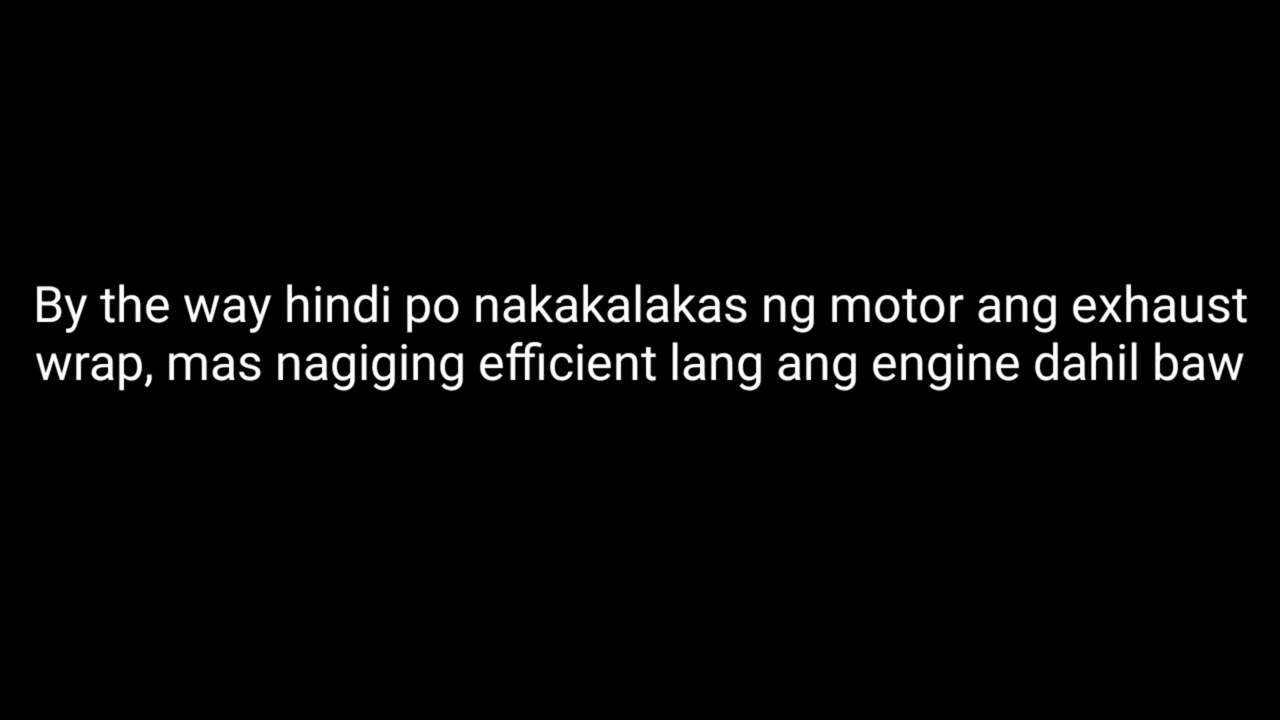 By the way hindi po nakakalakas ng motor ang exhaust
wrap, mas nagiging efficient lang ang engine dahil baw